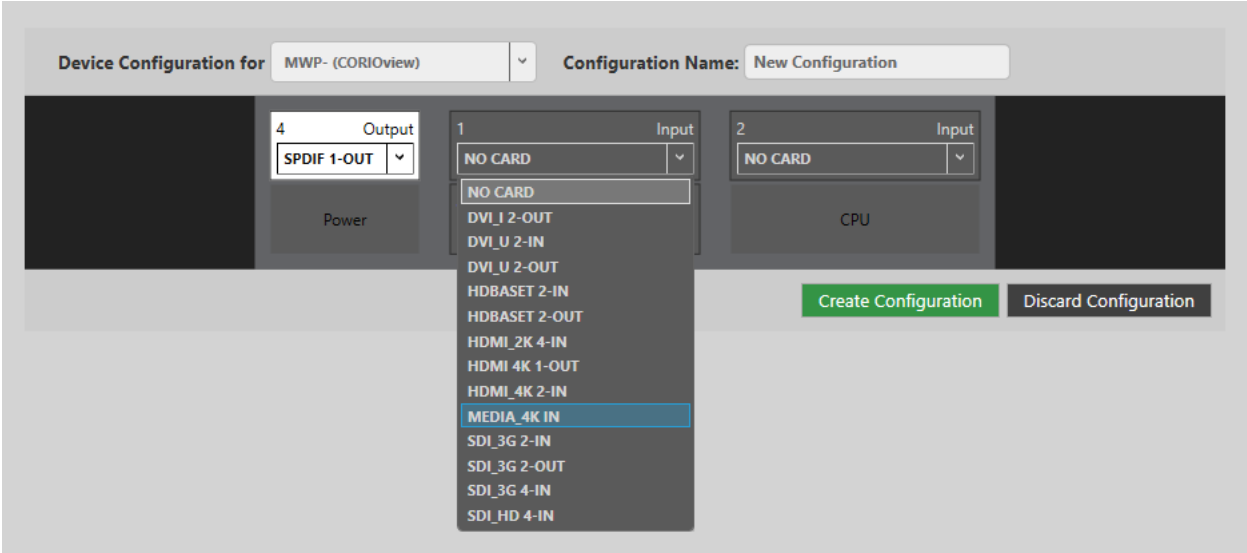 Device Configuration for MWP- (CORIOview) Configuration Name: New Configuration
4 Output 1 Input 2 Input
SPDIF 1-OUT NO CARD NO CARD
Power CPU
NO CARD
DVI_I 2-OUT
DVI_U 2-IN
DVI_U 2-OUT
HDBASET 2-IN
HDBASET 2-OUT
HDMI_2K 4-IN
HDMI 4K 1-OUT
HDMI_4K 2-IN
MEDIA_4K IN
SDI_3G 2-IN
SDI_3G 2-OUT
SDI_3G 4-IN
SDI_HD 4-IN
Create Configuration Discard Configuration